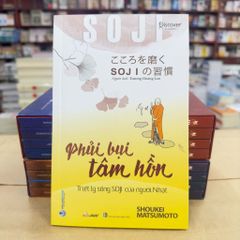 SOJI
Discover
こころを磨く
SOJIの習慣
Phủi bụi
tâm hồn
Triết lý sống SOJI của người Nhật
SHOUKEI
MATSUMOTO